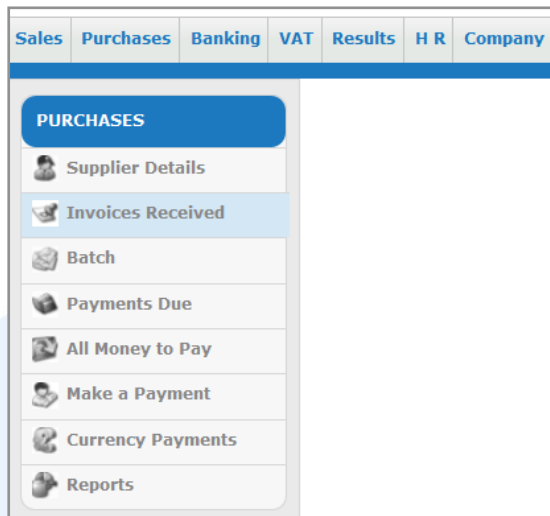 Sales Purchases Banking VAT Results H R Company
PURCHASES
Supplier Details
Invoices Received
Batch
Payments Due
All Money to Pay
Make a Payment
Currency Payments
Reports